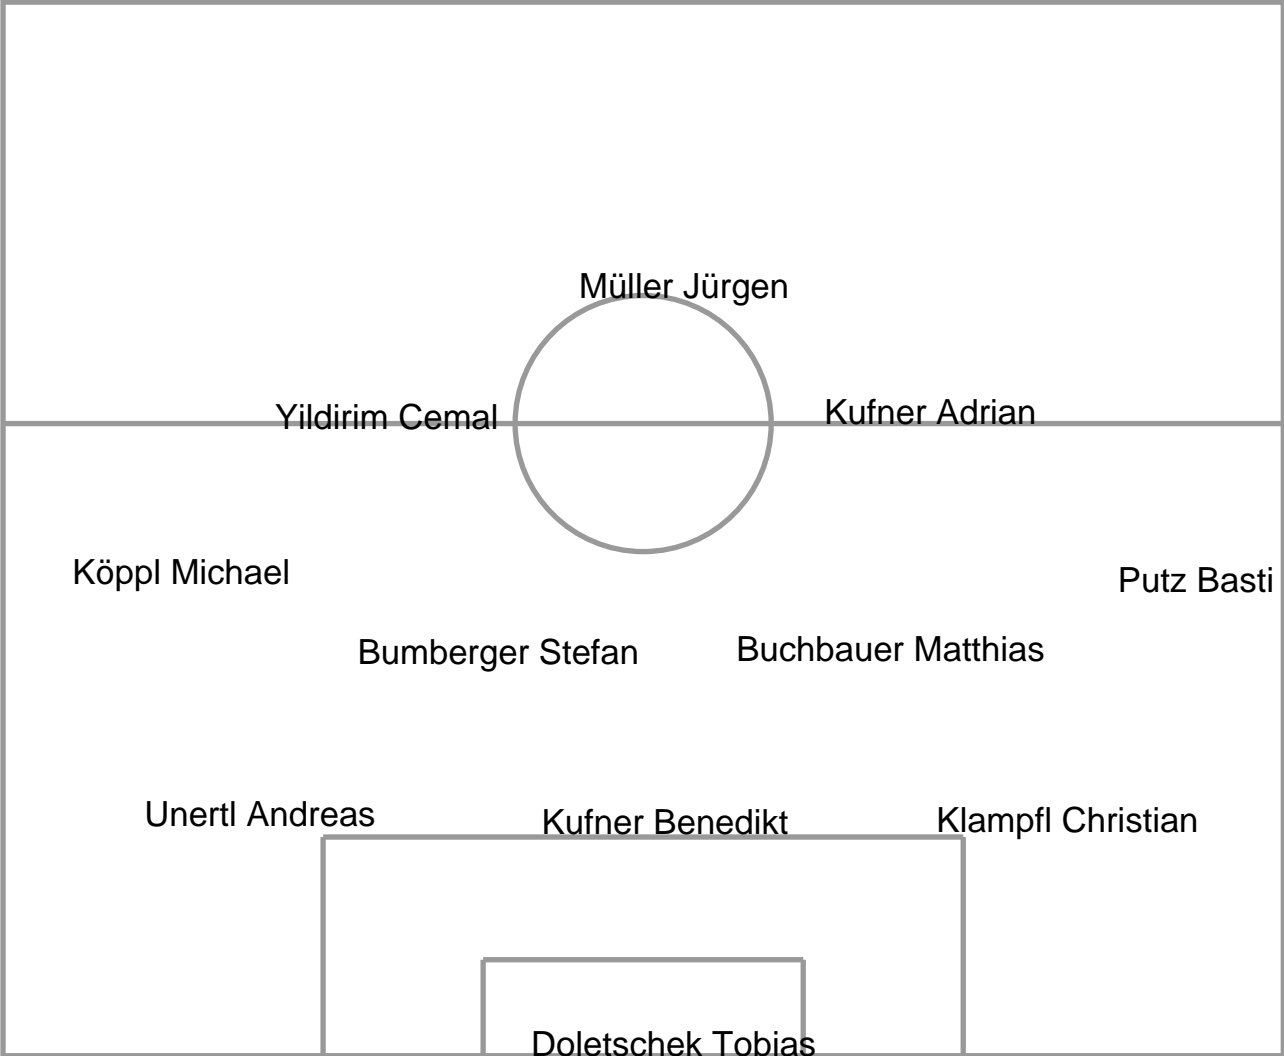 Müller Jürgen
Yildirim Cemal
Kufner Adrian
Köppl Michael
Putz Basti
Bumberger Stefan
Buchbauer Matthias
Unertl Andreas
Kufner Benedikt
Klampfl Christian
Doletschek Tobias